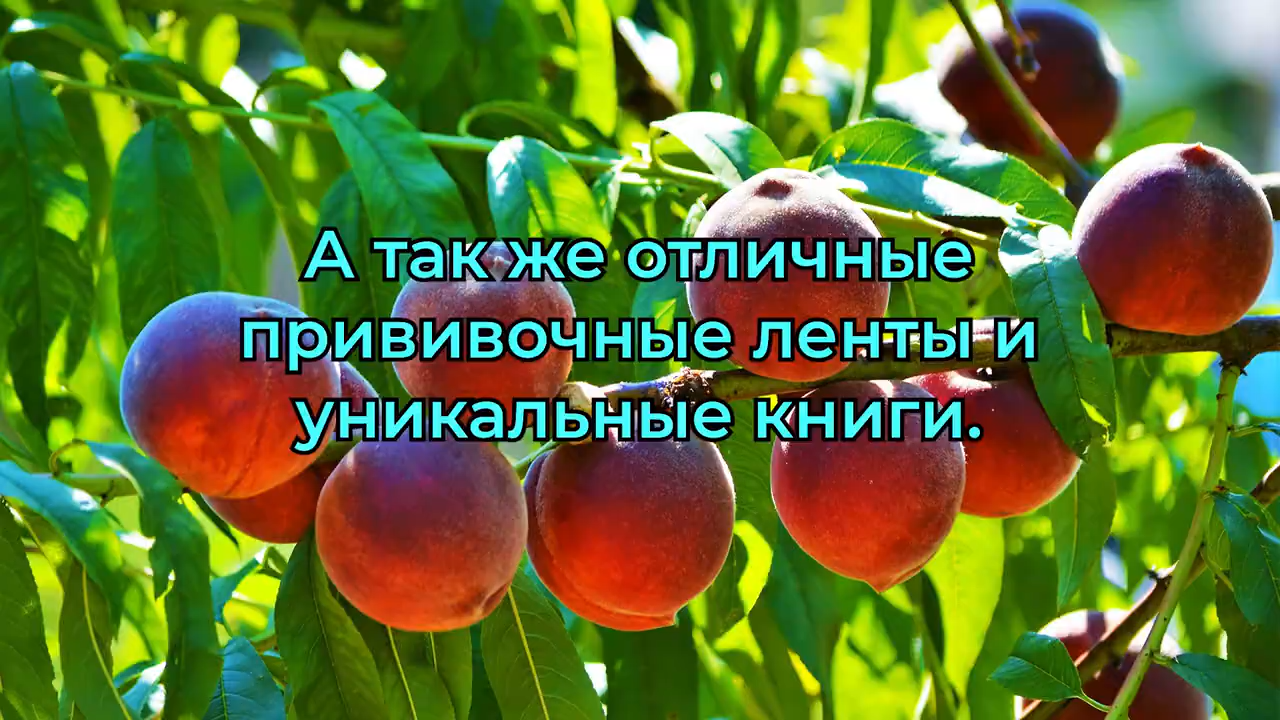 А так же отличные
прививочные ленты и
уникальные книги.